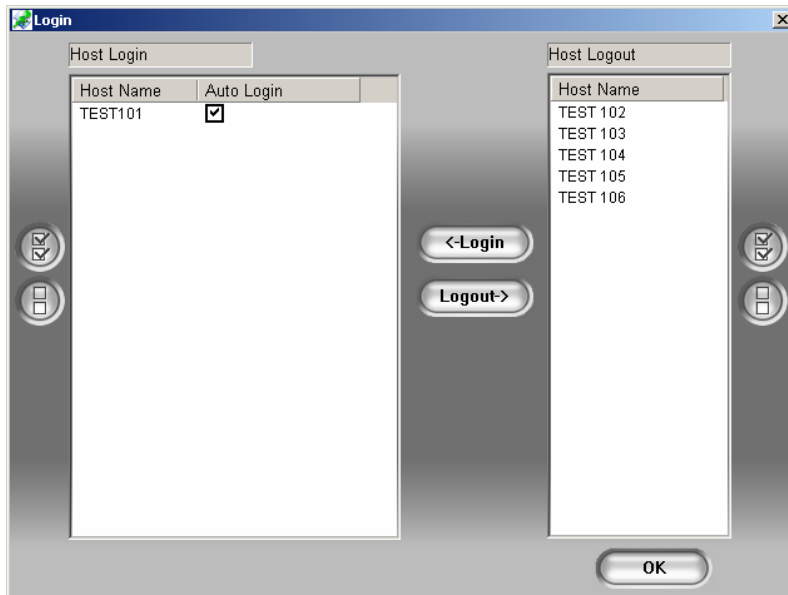 Login
Host Login
Host Logout
Host Name Auto Login
Host Name
TEST101
TEST 102
TEST 103
TEST 104
TEST 105
TEST 106
<-Login
Logout->
OK